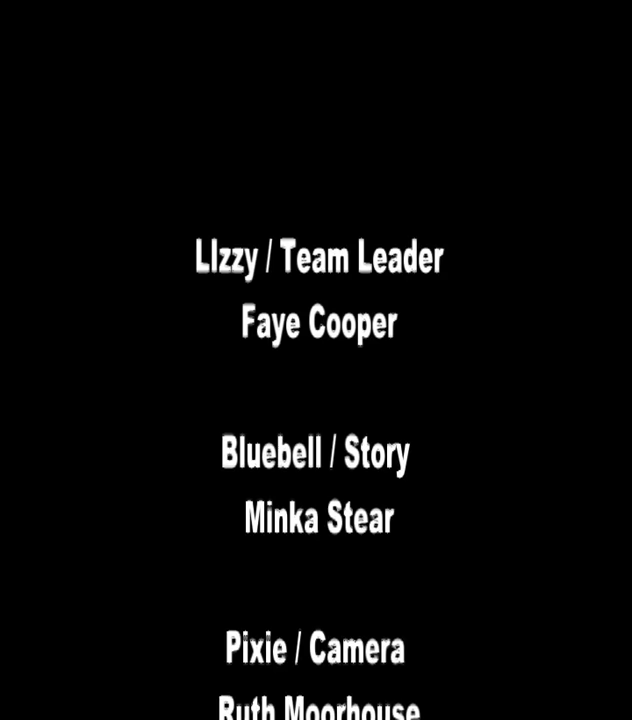 LIzzy / Team Leader
Faye Cooper
Bluebell / Story
Minka Stear
Pixie / Camera
Ruth Moorhouse